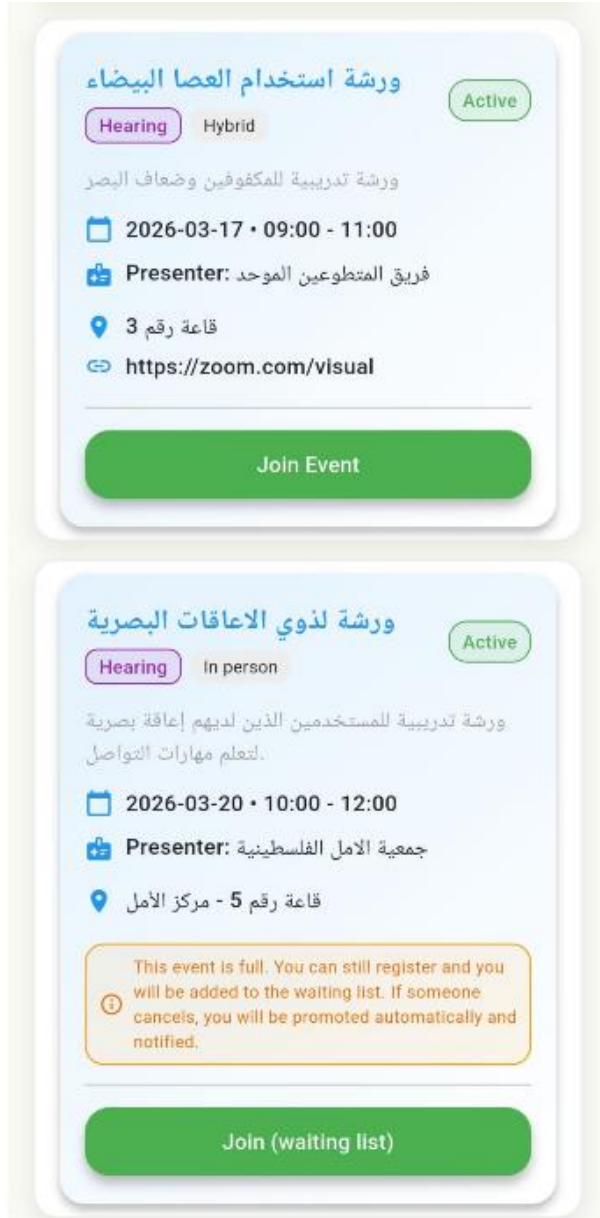 ورشة استخدام العصا البيضاء
Active
Hearing
Hybrid
ورشة تدريبية للمكفوفين وضعاف البصر
2026-03-17 • 09:00 - 11:00
Presenter: فريق المتطوعين الموحد
قاعة رقم 3
https://zoom.com/visual
Join Event
ورشة لذوي الاعاقات البصرية
Active
Hearing
In person
ورشة تدريبية للمستخدمين الذين لديهم إعاقة بصرية
لتعلم مهارات التواصل.
2026-03-20 • 10:00 - 12:00
Presenter: جمعية الامل الفلسطينية
قاعة رقم 5 - مركز الأمل
This event is full. You can still register and you
will be added to the waiting list. If someone
cancels, you will be promoted automatically and
notified.
Join (waiting list)